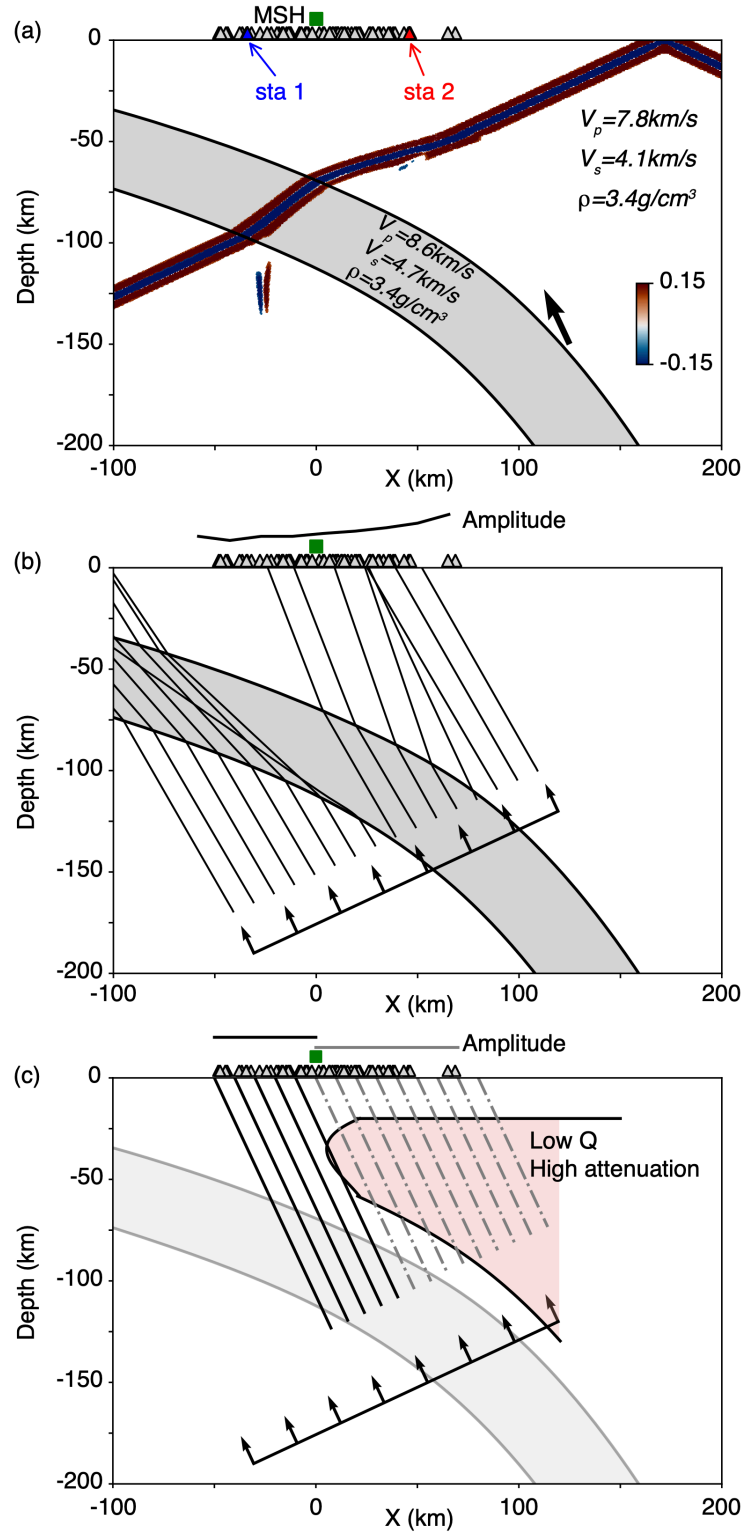 (a)
MSH
sta 1
sta 2
0
-50
-100
-150
-200
Depth (km)
V_p=7.8km/s
V_s=4.1km/s
ρ=3.4g/cm³
V_p=8.6km/s
V_s=4.7km/s
ρ=3.4g/cm³
0.15
-0.15
-100
0
100
200
X (km)
(b)
Amplitude
0
-50
-100
-150
-200
Depth (km)
-100
0
100
200
X (km)
(c)
Amplitude
0
-50
-100
-150
-200
Depth (km)
Low Q
High attenuation
-100
0
100
200
X (km)